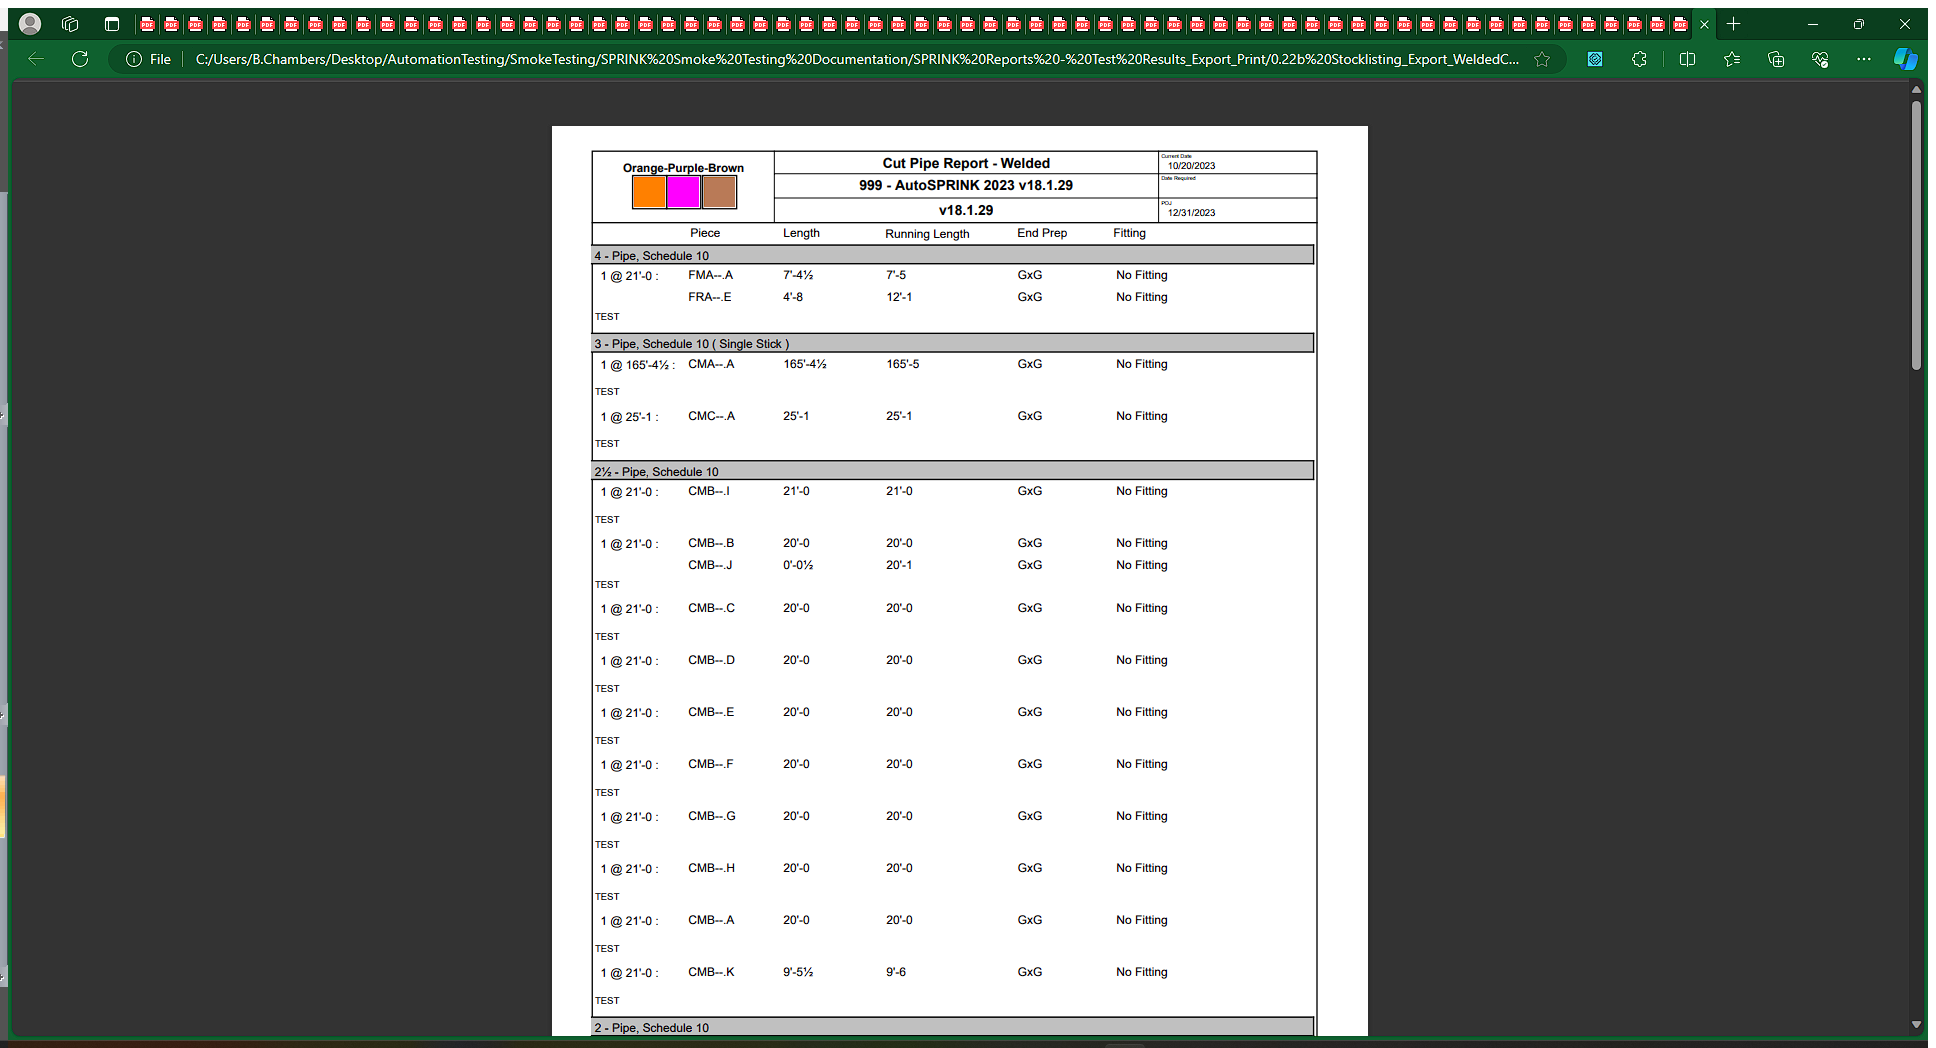 File C:/Users/B.Chambers/Desktop/AutomationTesting/SmokeTesting/SPRINK%20Smoke%20Testing%20Documentation/SPRINK%20Reports%20-%20Test%20Results_Export_Print/0.22b%20Stocklisting_Export_WeldedC...
Orange-Purple-Brown
Cut Pipe Report - Welded
999 - AutoSPRINK 2023 v18.1.29
v18.1.29
Current Date
10/20/2023
Date Required
POJ
12/31/2023
Piece Length Running Length End Prep Fitting
4 - Pipe, Schedule 10
1 @ 21'-0 : FMA--.A 7'-4½ 7'-5 GxG No Fitting
FRA--.E 4'-8 12'-1 GxG No Fitting
TEST
3 - Pipe, Schedule 10 ( Single Stick )
1 @ 165'-4½ : CMA--.A 165'-4½ 165'-5 GxG No Fitting
TEST
1 @ 25'-1 : CMC--.A 25'-1 25'-1 GxG No Fitting
TEST
2½ - Pipe, Schedule 10
1 @ 21'-0 : CMB--.I 21'-0 21'-0 GxG No Fitting
TEST
1 @ 21'-0 : CMB--.B 20'-0 20'-0 GxG No Fitting
CMB--.J 0'-0½ 20'-1 GxG No Fitting
TEST
1 @ 21'-0 : CMB--.C 20'-0 20'-0 GxG No Fitting
TEST
1 @ 21'-0 : CMB--.D 20'-0 20'-0 GxG No Fitting
TEST
1 @ 21'-0 : CMB--.E 20'-0 20'-0 GxG No Fitting
TEST
1 @ 21'-0 : CMB--.F 20'-0 20'-0 GxG No Fitting
TEST
1 @ 21'-0 : CMB--.G 20'-0 20'-0 GxG No Fitting
TEST
1 @ 21'-0 : CMB--.H 20'-0 20'-0 GxG No Fitting
TEST
1 @ 21'-0 : CMB--.A 20'-0 20'-0 GxG No Fitting
TEST
1 @ 21'-0 : CMB--.K 9'-5½ 9'-6 GxG No Fitting
TEST
2 - Pipe, Schedule 10